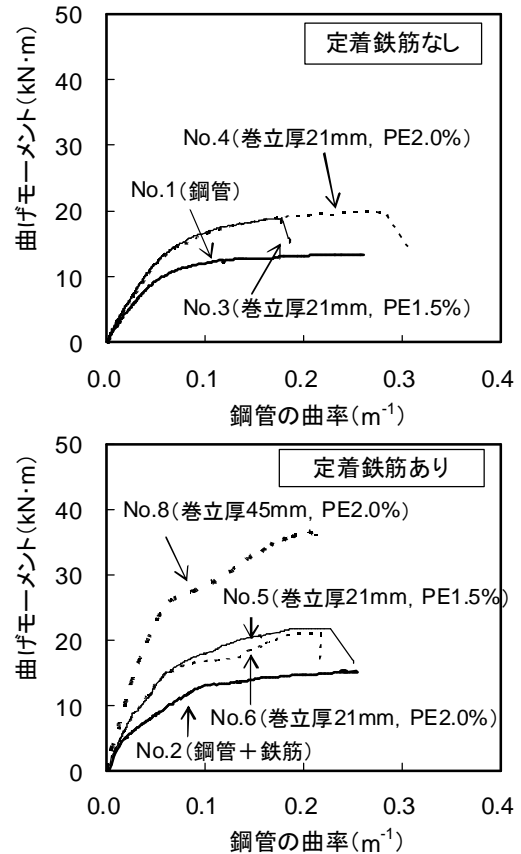 50
定着鉄筋なし
40
No.4(巻立厚21mm, PE2.0%)
30
No.1(鋼管)
20
10
No.3(巻立厚21mm, PE1.5%)
0
0.0 0.1 0.2 0.3 0.4
鋼管の曲率(m⁻¹)
曲げモーメント(kN·m)
50
定着鉄筋あり
40
No.8(巻立厚45mm, PE2.0%)
30
No.5(巻立厚21mm, PE1.5%)
20
10
No.6(巻立厚21mm, PE2.0%)
No.2(鋼管+鉄筋)
0
0.0 0.1 0.2 0.3 0.4
鋼管の曲率(m⁻¹)
曲げモーメント(kN·m)